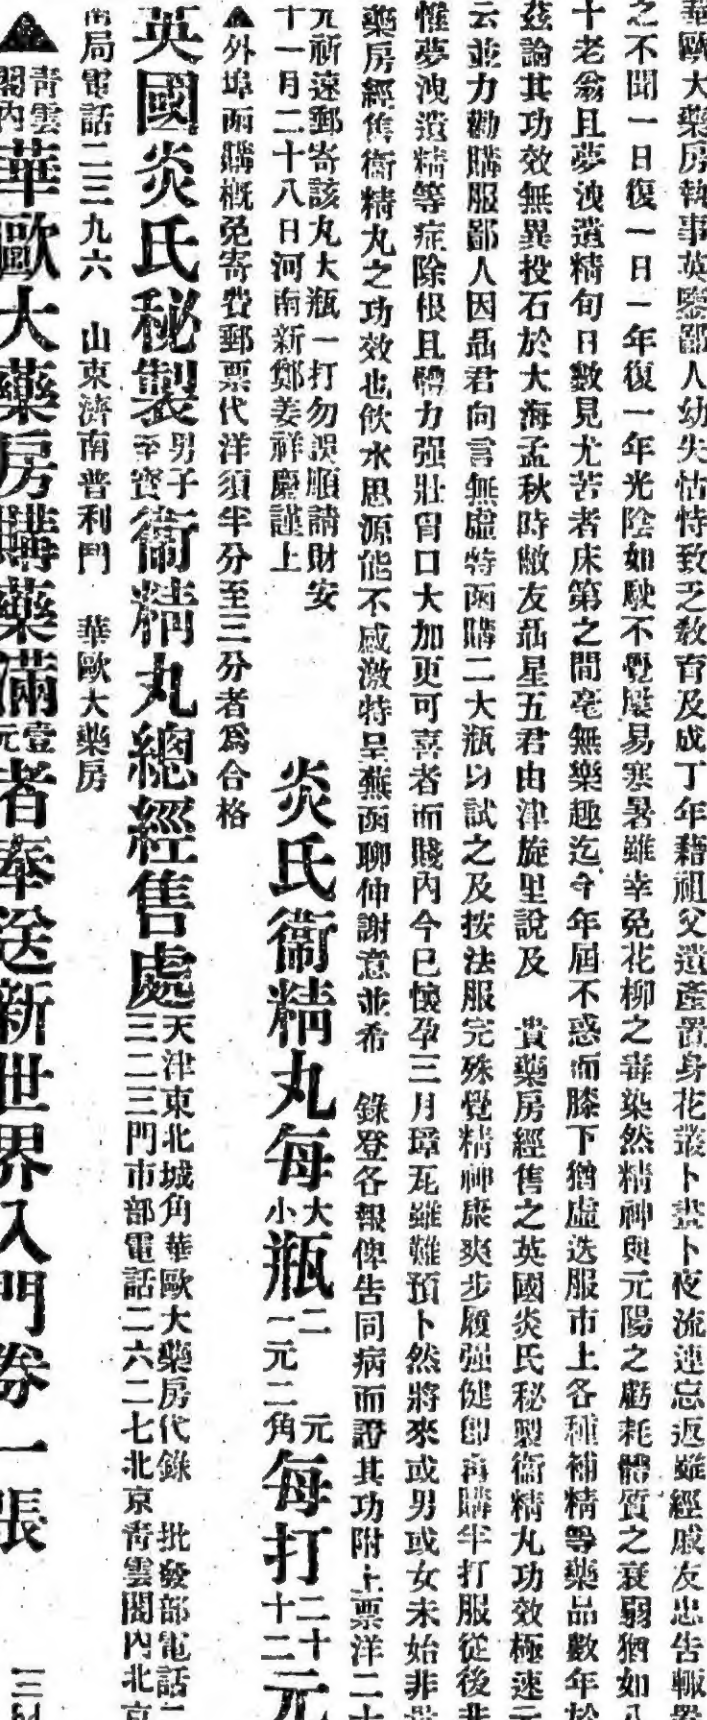 華歐大藥房執事英鑒鄙人幼失怙恃致乏敎育及成丁年藉祖父遺產置身花叢卜晝卜夜流連忘返雖經戚友忠告輙置
之不聞一日復一日一年復一年光陰如駛不覺屢易寒暑雖幸免花柳之毒染然精神與元陽之虧耗體質之衰弱猶如八
十老翁且夢洩遺精旬日數見尤苦者床第之間毫無樂趣迄今年屆不惑而膝下猶虛迭服市上各種補精等藥品數年於
茲論其功效無異投石於大海孟秋時敝友聶星五君由津旋里說及 貴藥房經售之英國炎氏秘製衞精丸功效極速云
云並力勸購服鄙人因聶君向言無虛特函購二大瓶以試之及按法服完殊覺精神康爽步履强健卽再購半打服從後非
惟夢洩遺精等症除根且體力强壯胃口大加更可喜者而賤內今已懷孕三月璋瓦雖難預卜然將來或男或女未始非貴
藥房經售衞精丸之功效也飲水思源能不感激特呈蕪函聊伸謝意並希 錄登各報俾告同病而證其功附上票洋二十
元祈速郵寄該丸大瓶一打勿誤順請財安
十一月二十八日河南新鄭姜祥慶謹上
炎氏衞精丸每大小瓶二元一元二角每打二十十二元
▲外埠函購槪免寄費郵票代洋須半分至三分者爲合格
英國炎氏秘製男子至寶衞精丸總經售處天津東北城角華歐大藥房代錄 批發部電話
三二三門市部電話二六二七北京靑雲閣內北京
南局電話二三九六 山東濟南普利門 華歐大藥房
▲靑雲閣內華歐大藥房購藥滿壹元者奉送新世界入門券一張